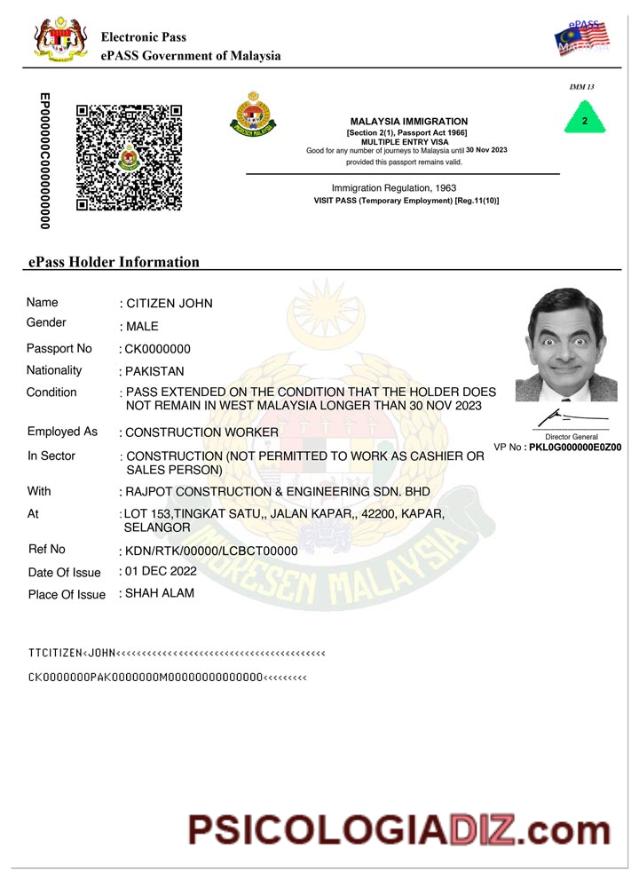 Electronic Pass
ePASS Government of Malaysia
ePASS
MALAYSIA
IMM 13
EP000000C0000000000
2
MALAYSIA IMMIGRATION
[Section 2(1), Passport Act 1966]
MULTIPLE ENTRY VISA
Good for any number of journeys to Malaysia until 30 Nov 2023
provided this passport remains valid.
Immigration Regulation, 1963
VISIT PASS (Temporary Employment) [Reg.11(10)]
ePass Holder Information
Name : CITIZEN JOHN
Gender : MALE
Passport No : CK0000000
Nationality : PAKISTAN
Condition : PASS EXTENDED ON THE CONDITION THAT THE HOLDER DOES
NOT REMAIN IN WEST MALAYSIA LONGER THAN 30 NOV 2023
Employed As : CONSTRUCTION WORKER
Director General
VP No : PKL0G000000E0Z00
In Sector : CONSTRUCTION (NOT PERMITTED TO WORK AS CASHIER OR
SALES PERSON)
With : RAJPOT CONSTRUCTION & ENGINEERING SDN. BHD
At : LOT 153,TINGKAT SATU,, JALAN KAPAR,, 42200, KAPAR,
SELANGOR
Ref No : KDN/RTK/00000/LCBCT00000
Date Of Issue : 01 DEC 2022
Place Of Issue : SHAH ALAM
IMIGRESEN MALAYSIA
TTCITIZEN<JOHN<<<<<<<<<<<<<<<<<<<<<<<<<<<<<<<<<<<<<<<<<
CK0000000PAK0000000M00000000000000<<<<<<<<<
PSICOLOGIADIZ.com